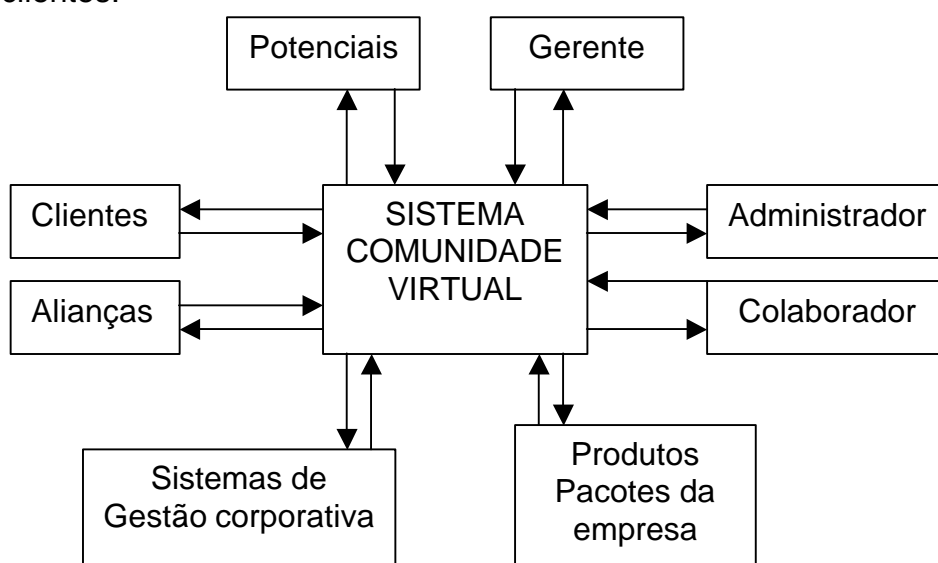 clientes.
Potenciais
Gerente
Clientes
SISTEMA
COMUNIDADE
VIRTUAL
Administrador
Alianças
Colaborador
Sistemas de
Gestão corporativa
Produtos
Pacotes da
empresa